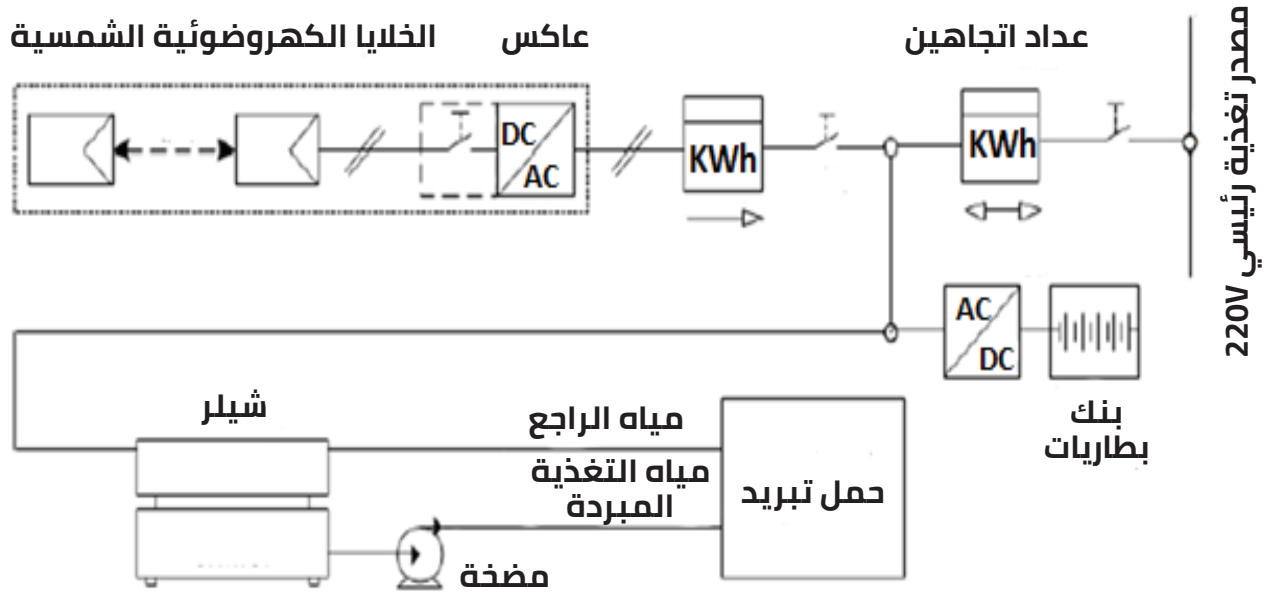 الخلايا الكهروضوئية الشمسية
عاكس
عداد اتجاهين
مصدر تغذية رئيسي 220V
DC
AC
KWh
KWh
AC
DC
بنك
بطاريات
شيلر
مياه الراجع
مياه التغذية
المبردة
حمل تبريد
مضخة